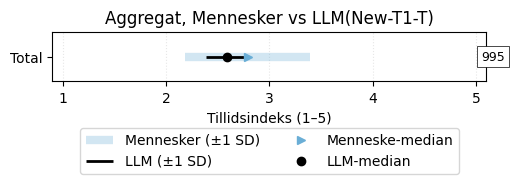 Aggregat, Mennesker vs LLM(New-T1-T)
Total
995
1 2 3 4 5
Tillidsindeks (1–5)
Mennesker (±1 SD) Menneske-median
LLM (±1 SD) LLM-median